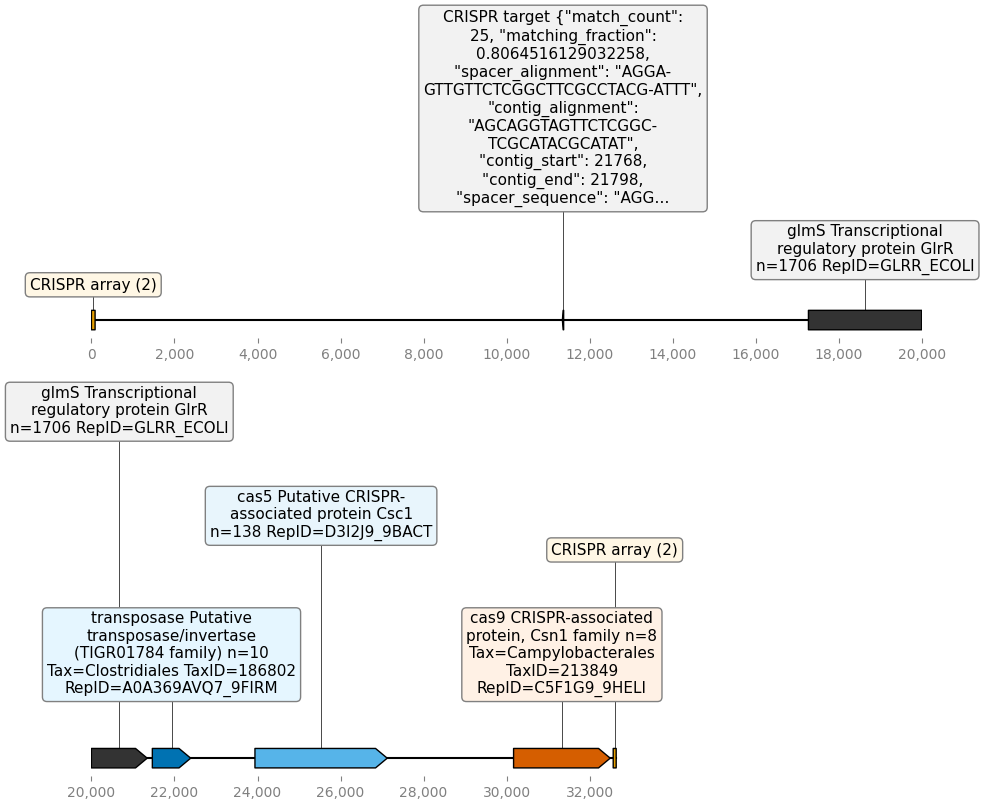 CRISPR target {"match_count":
25, "matching_fraction":
0.8064516129032258,
"spacer_alignment": "AGGA-
GTTGTTCTCGGCTTCGCCTACG-ATTT",
"contig_alignment":
"AGCAGGTAGTTCTCGGC-
TCGCATACGCATAT",
"contig_start": 21768,
"contig_end": 21798,
"spacer_sequence": "AGG...
glmS Transcriptional
regulatory protein GlrR
n=1706 RepID=GLRR_ECOLI
CRISPR array (2)
0 2,000 4,000 6,000 8,000 10,000 12,000 14,000 16,000 18,000 20,000
glmS Transcriptional
regulatory protein GlrR
n=1706 RepID=GLRR_ECOLI
cas5 Putative CRISPR-
associated protein Csc1
n=138 RepID=D3I2J9_9BACT
CRISPR array (2)
transposase Putative
transposase/invertase
(TIGR01784 family) n=10
Tax=Clostridiales TaxID=186802
RepID=A0A369AVQ7_9FIRM
cas9 CRISPR-associated
protein, Csn1 family n=8
Tax=Campylobacterales
TaxID=213849
RepID=C5F1G9_9HELI
20,000 22,000 24,000 26,000 28,000 30,000 32,000